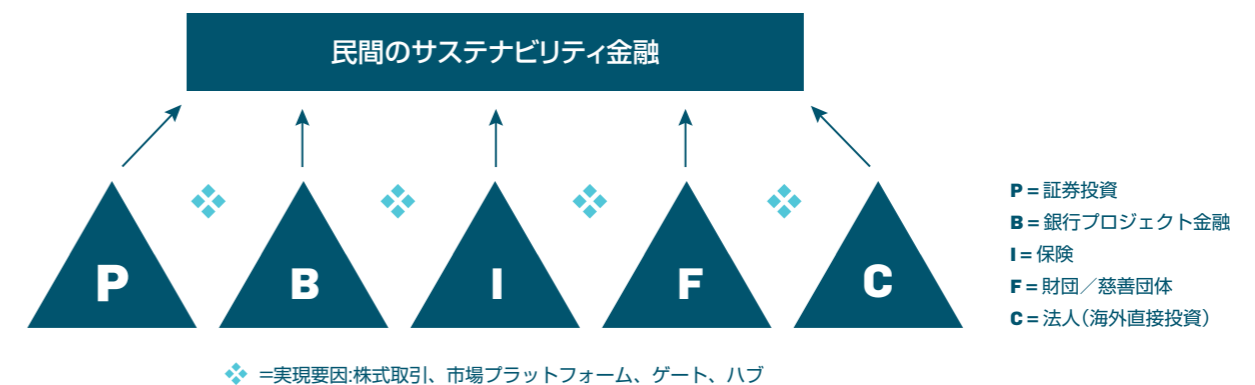 民間のサステナビリティ金融
P
B
I
F
C
P = 証券投資
B = 銀行プロジェクト金融
I = 保険
F = 財団／慈善団体
C = 法人（海外直接投資）
=実現要因:株式取引、市場プラットフォーム、ゲート、ハブ